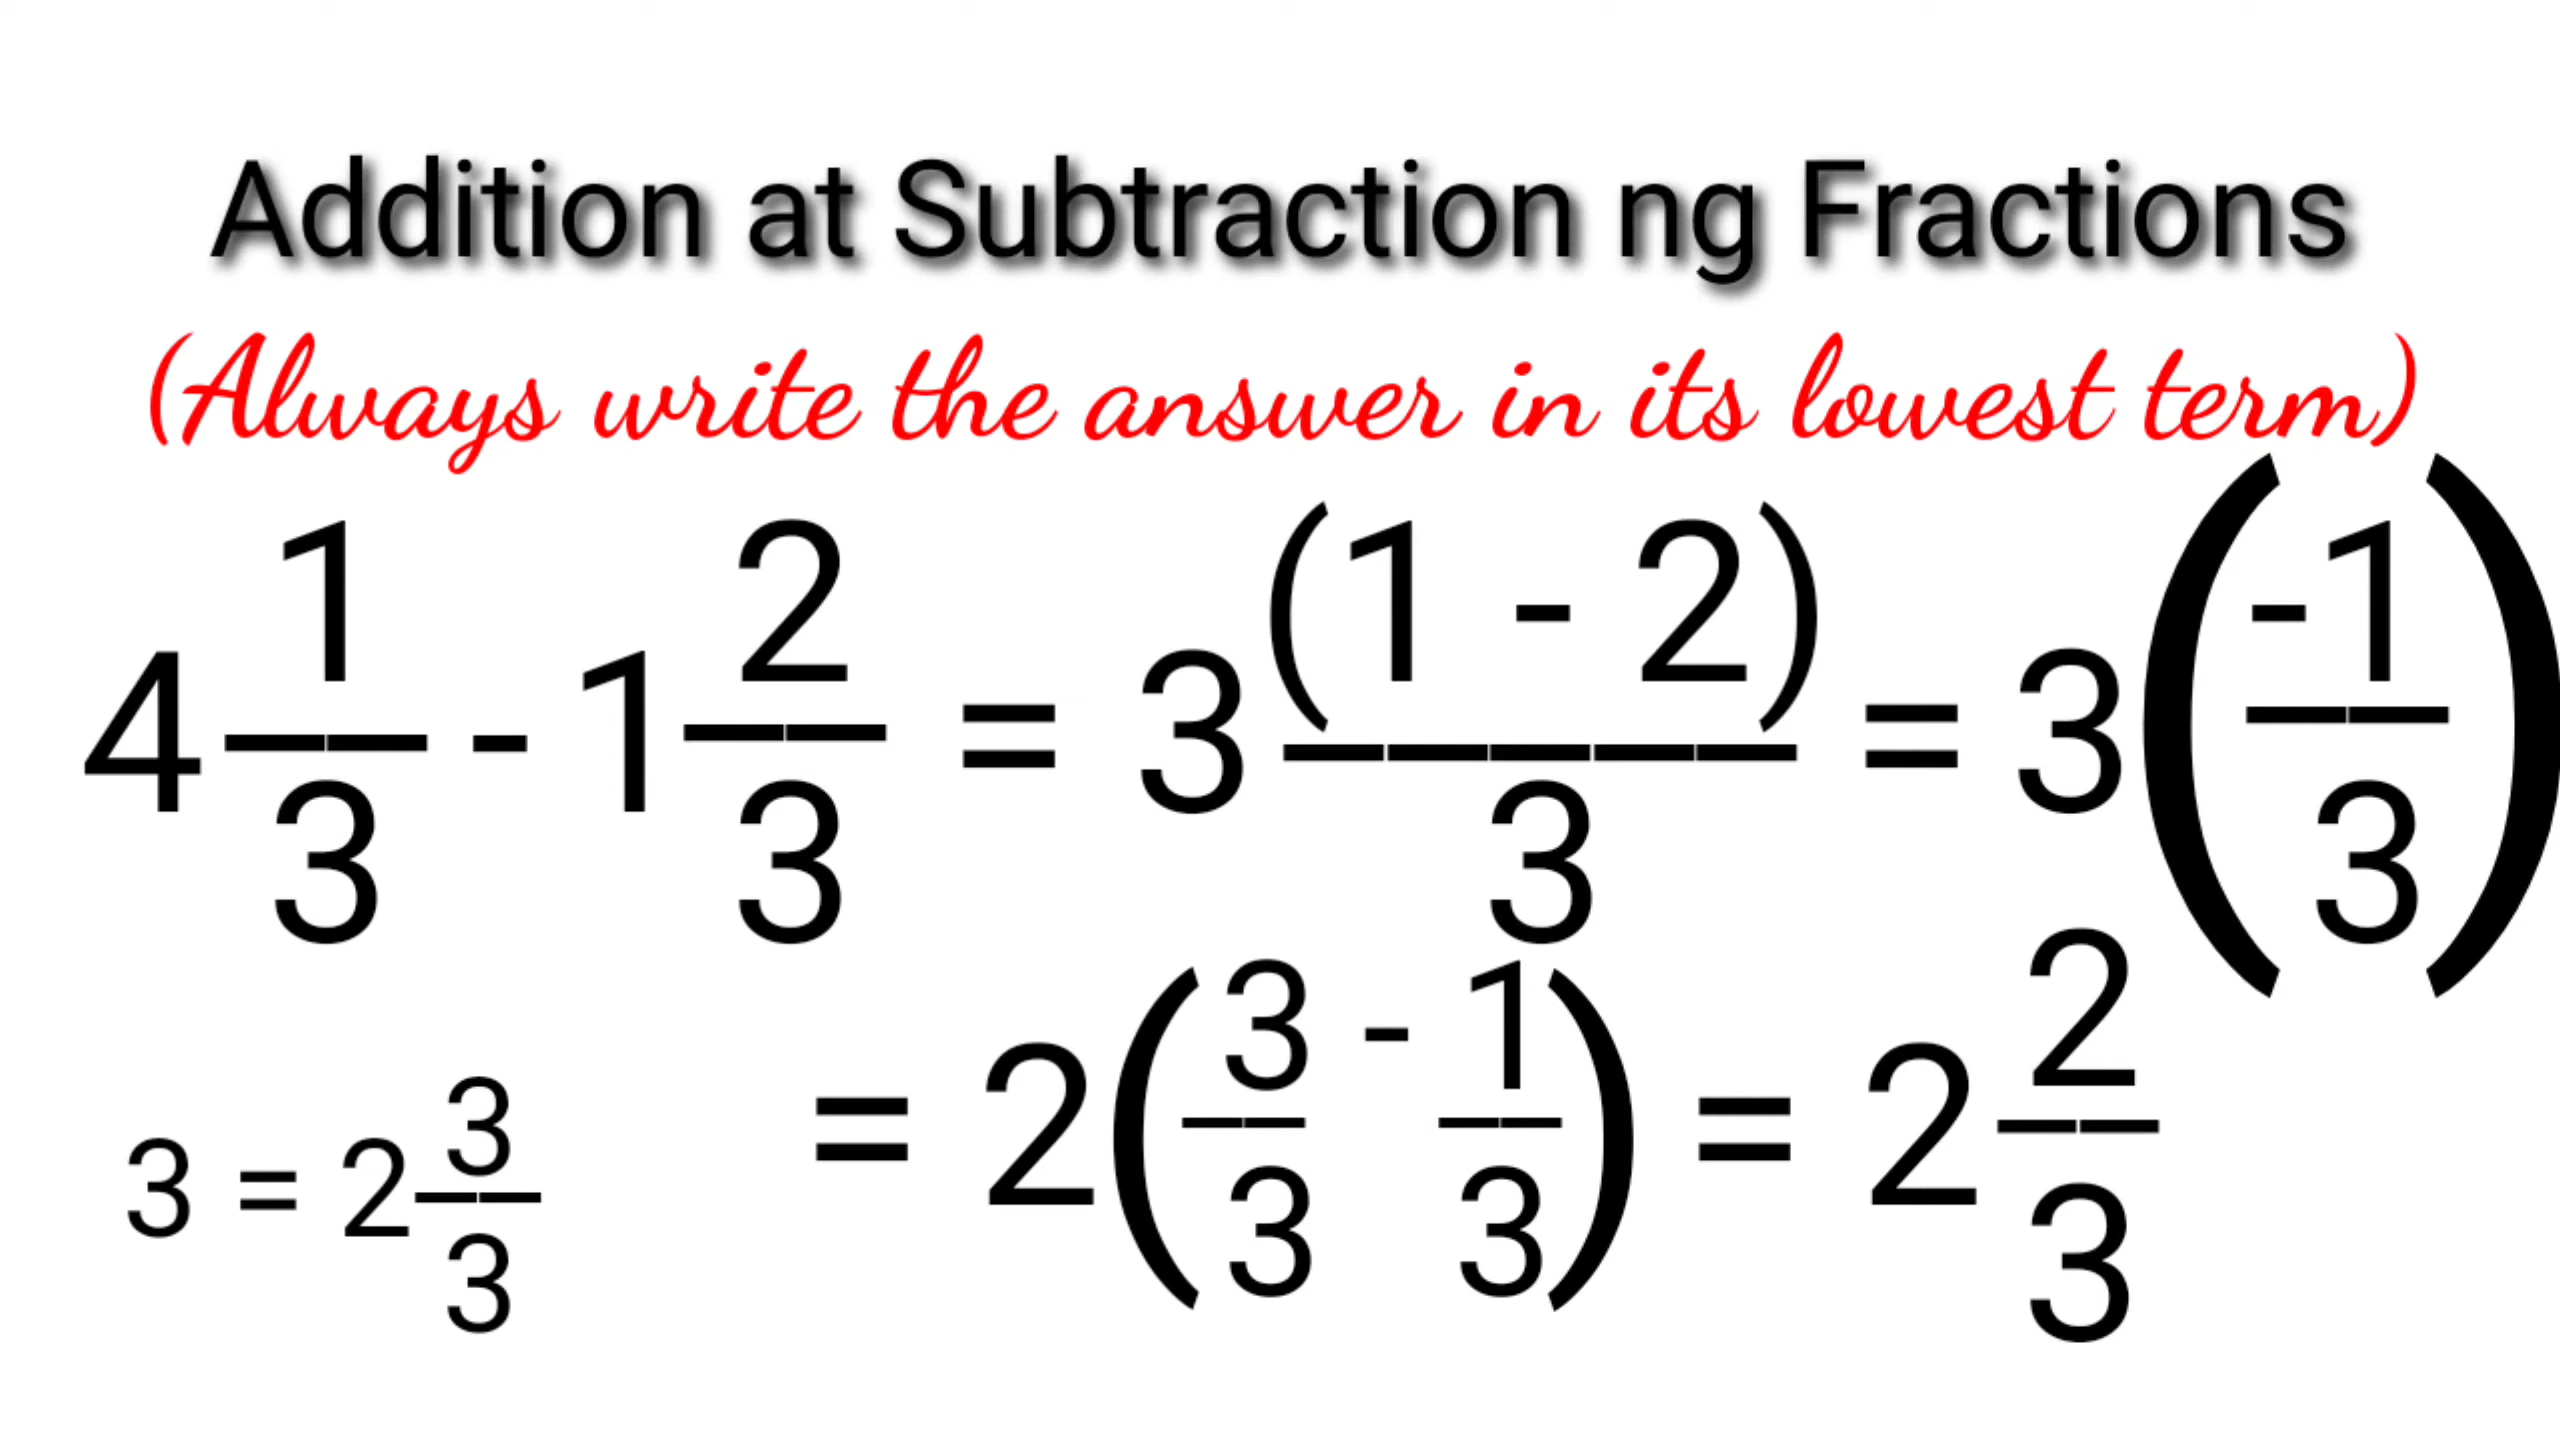 Addition at Subtraction ng Fractions
(Always write the answer in its lowest term)
4 1/3 - 1 2/3 = 3 (1 - 2)/3 = 3(-1/3)
3 = 2 3/3
= 2(3/3 - 1/3) = 2 2/3